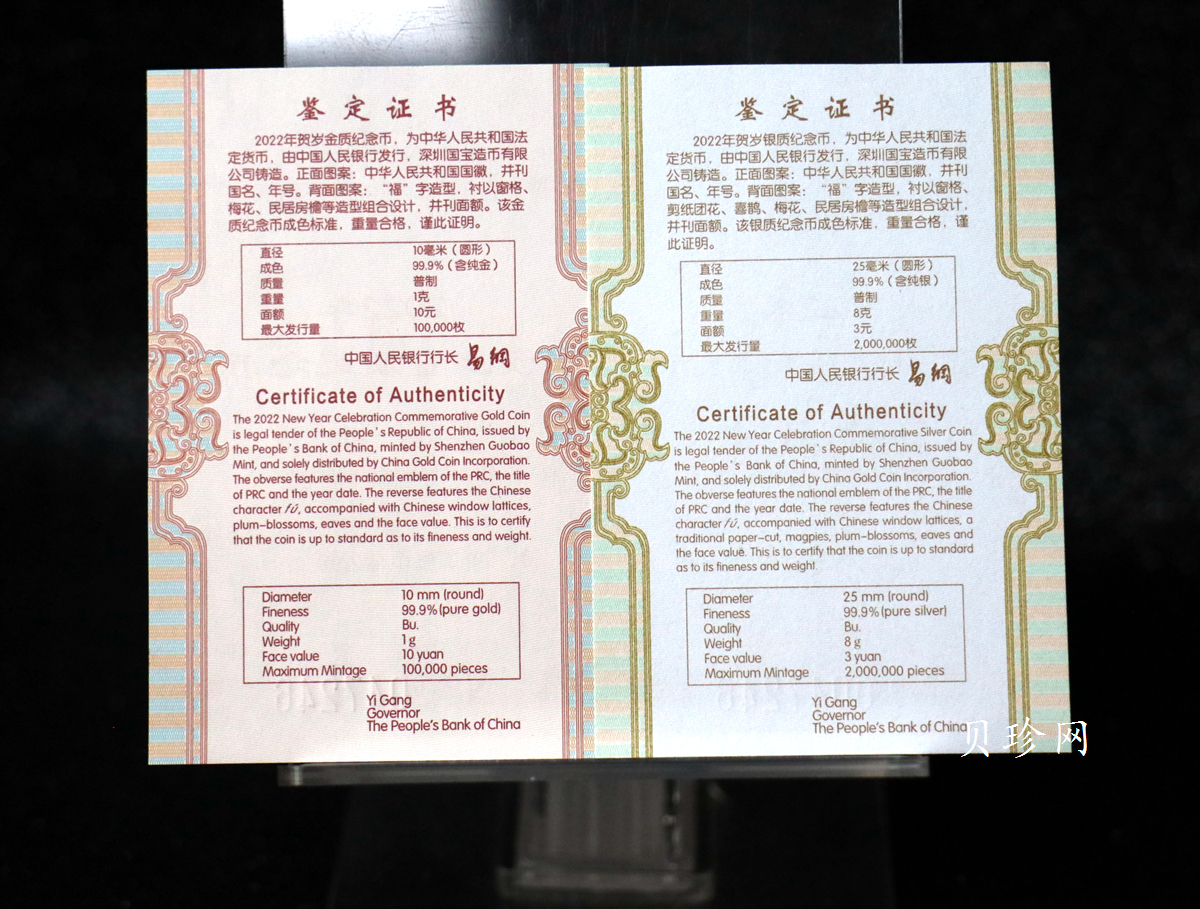 鉴定证书
2022年贺岁金质纪念币，为中华人民共和国法
定货币，由中国人民银行发行，深圳国宝造币有限
公司铸造。正面图案：中华人民共和国国徽，并刊
国名、年号。背面图案：“福”字造型，衬以窗格、
梅花、民居房檐等造型组合设计，并刊面额。该金
质纪念币成色标准，重量合格，谨此证明。
直径 10毫米（圆形）
成色 99.9%（含纯金）
质量 普制
重量 1克
面额 10元
最大发行量 100,000枚
中国人民银行行长 易纲
Certificate of Authenticity
The 2022 New Year Celebration Commemorative Gold Coin
is legal tender of the People's Republic of China, issued by
the People's Bank of China, minted by Shenzhen Guobao
Mint, and solely distributed by China Gold Coin Incorporation.
The obverse features the national emblem of the PRC, the title
of PRC and the year date. The reverse features the Chinese
character fú, accompanied with Chinese window lattices,
plum-blossoms, eaves and the face value. This is to certify
that the coin is up to standard as to its fineness and weight.
Diameter 10 mm (round)
Fineness 99.9%(pure gold)
Quality Bu.
Weight 1 g
Face value 10 yuan
Maximum Mintage 100,000 pieces
Yi Gang
Governor
The People's Bank of China
鉴定证书
2022年贺岁银质纪念币，为中华人民共和国法
定货币，由中国人民银行发行，深圳国宝造币有限
公司铸造。正面图案：中华人民共和国国徽，并刊
国名、年号。背面图案：“福”字造型，衬以窗格、
剪纸团花、喜鹊、梅花、民居房檐等造型组合设计，
并刊面额。该银质纪念币成色标准，重量合格，谨
此证明。
直径 25毫米（圆形）
成色 99.9%（含纯银）
质量 普制
重量 8克
面额 3元
最大发行量 2,000,000枚
中国人民银行行长 易纲
Certificate of Authenticity
The 2022 New Year Celebration Commemorative Silver Coin
is legal tender of the People's Republic of China, issued by
the People's Bank of China, minted by Shenzhen Guobao
Mint, and solely distributed by China Gold Coin Incorporation.
The obverse features the national emblem of the PRC, the title
of PRC and the year date. The reverse features the Chinese
character fú, accompanied with Chinese window lattices, a
traditional paper-cut, magpies, plum-blossoms, eaves and
the face value. This is to certify that the coin is up to standard
as to its fineness and weight.
Diameter 25 mm (round)
Fineness 99.9%(pure silver)
Quality Bu.
Weight 8 g
Face value 3 yuan
Maximum Mintage 2,000,000 pieces
Yi Gang
Governor
The People's Bank of China
贝珍网